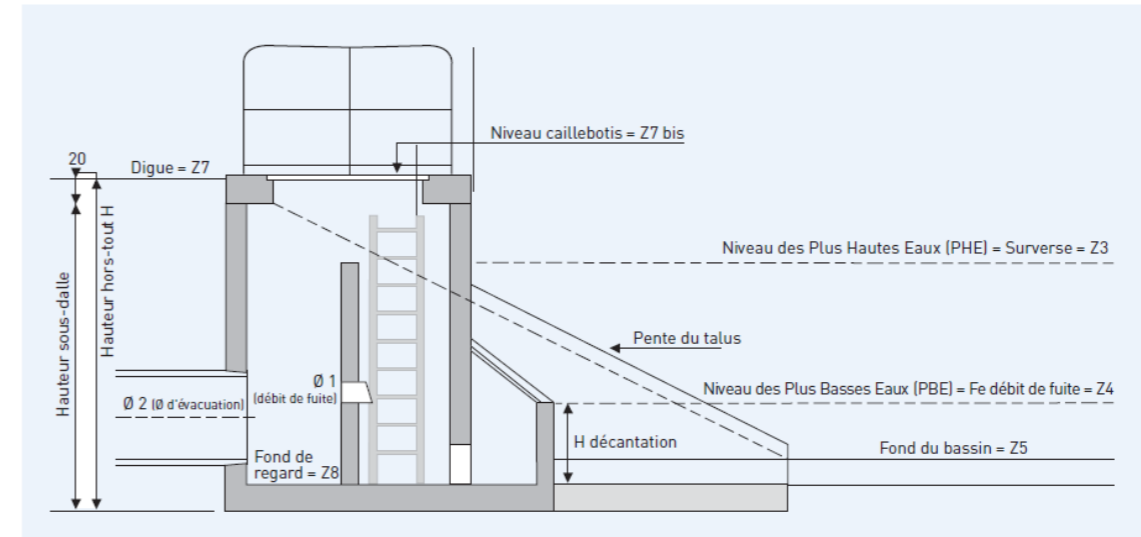 Niveau caillebotis = Z7 bis
20
Digue = Z7
Hauteur sous-dalle
Hauteur hors-tout H
Niveau des Plus Hautes Eaux (PHE) = Surverse = Z3
Pente du talus
Ø 1
(débit de fuite)
Niveau des Plus Basses Eaux (PBE) = Fe débit de fuite = Z4
Ø 2 (Ø d'évacuation)
H décantation
Fond du bassin = Z5
Fond de
regard = Z8